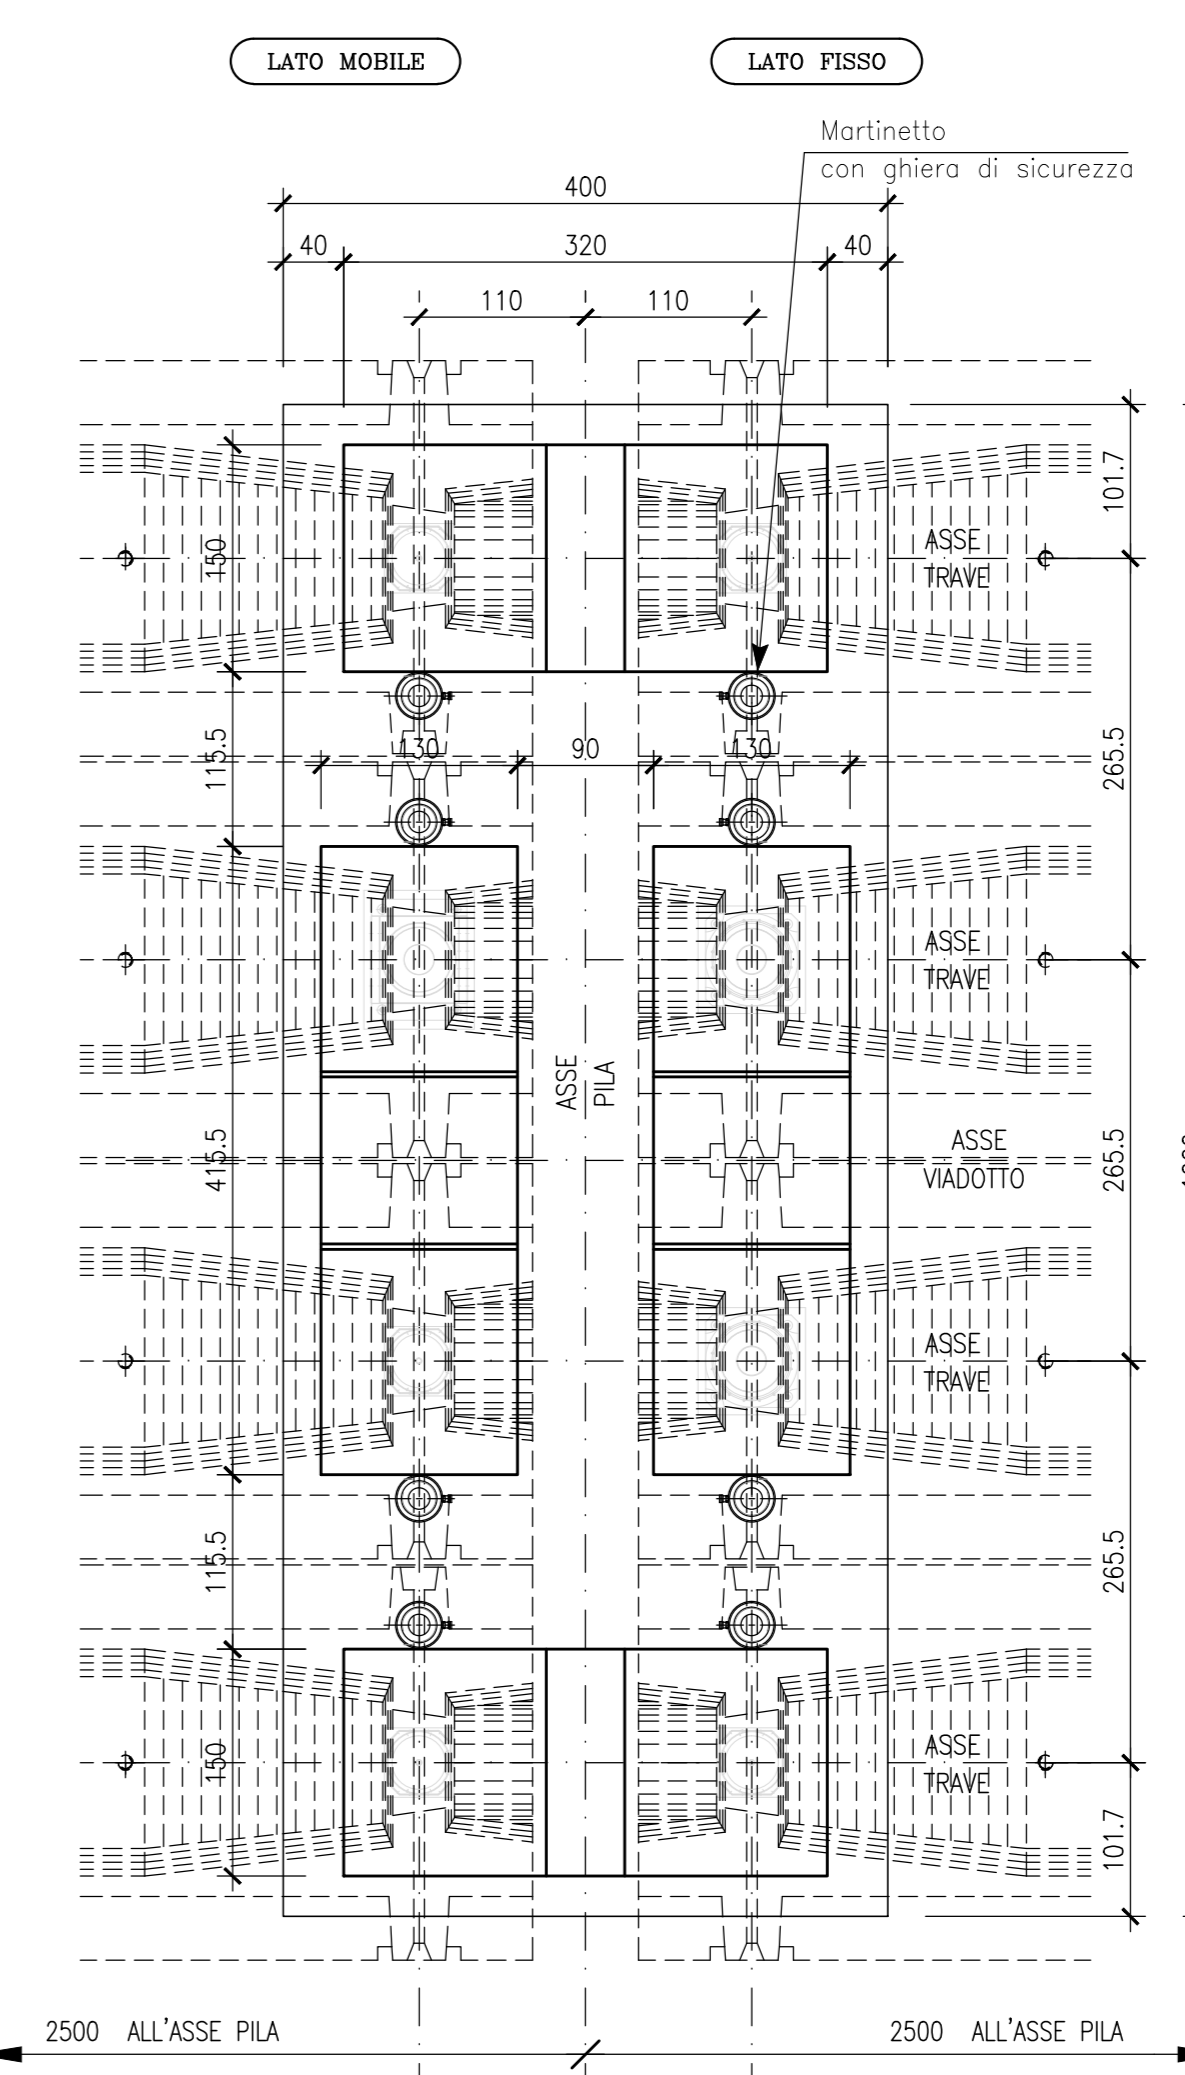 LATO MOBILE
LATO FISSO
Martinetto
con ghiera di sicurezza
400
40
320
40
110
110
101.7
150
ASSE
TRAVE
115.5
130
90
130
265.5
ASSE
TRAVE
ASSE
PILA
415.5
ASSE
VIADOTTO
265.5
ASSE
TRAVE
115.5
265.5
150
ASSE
TRAVE
101.7
2500 ALL'ASSE PILA
2500 ALL'ASSE PILA